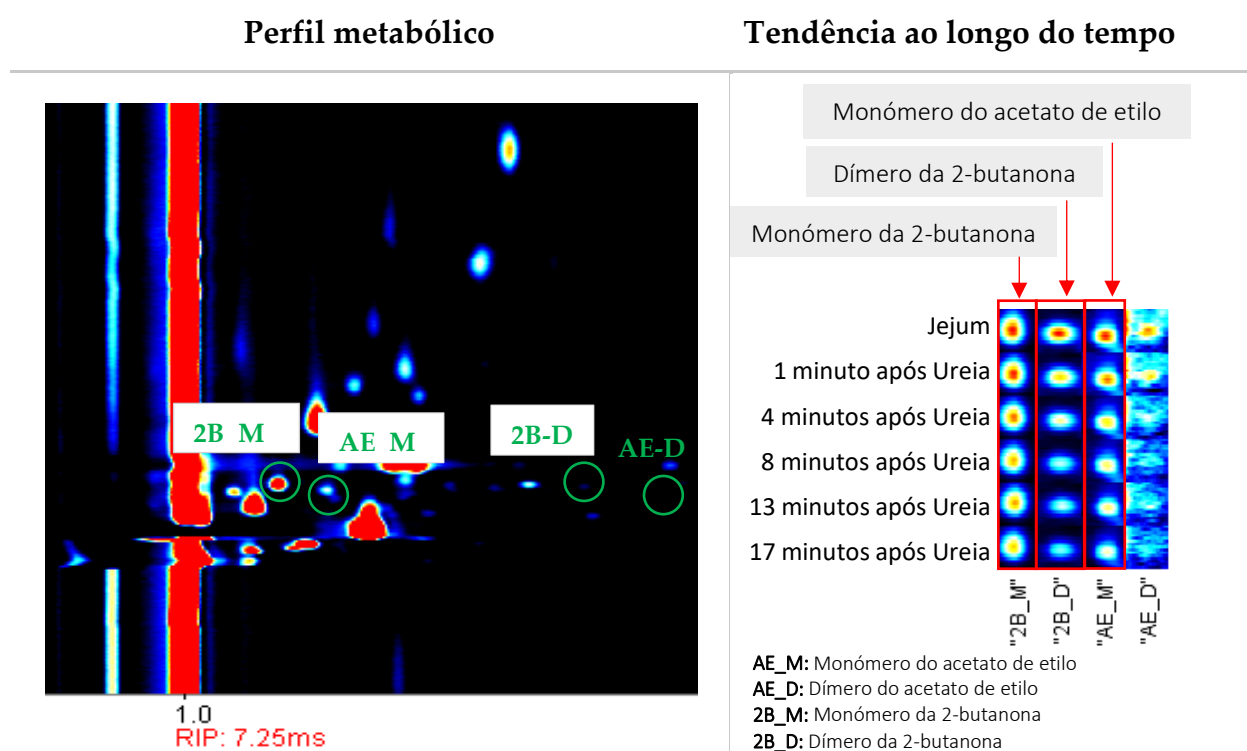 Perfil metabólico
Tendência ao longo do tempo
2B M
AE M
2B-D
AE-D
1.0
RIP: 7.25ms
Monómero do acetato de etilo
Dímero da 2-butanona
Monómero da 2-butanona
Jejum
1 minuto após Ureia
4 minutos após Ureia
8 minutos após Ureia
13 minutos após Ureia
17 minutos após Ureia
"2B_M"
"2B_D"
"AE_M"
"AE_D"
AE_M: Monómero do acetato de etilo
AE_D: Dímero do acetato de etilo
2B_M: Monómero da 2-butanona
2B_D: Dímero da 2-butanona